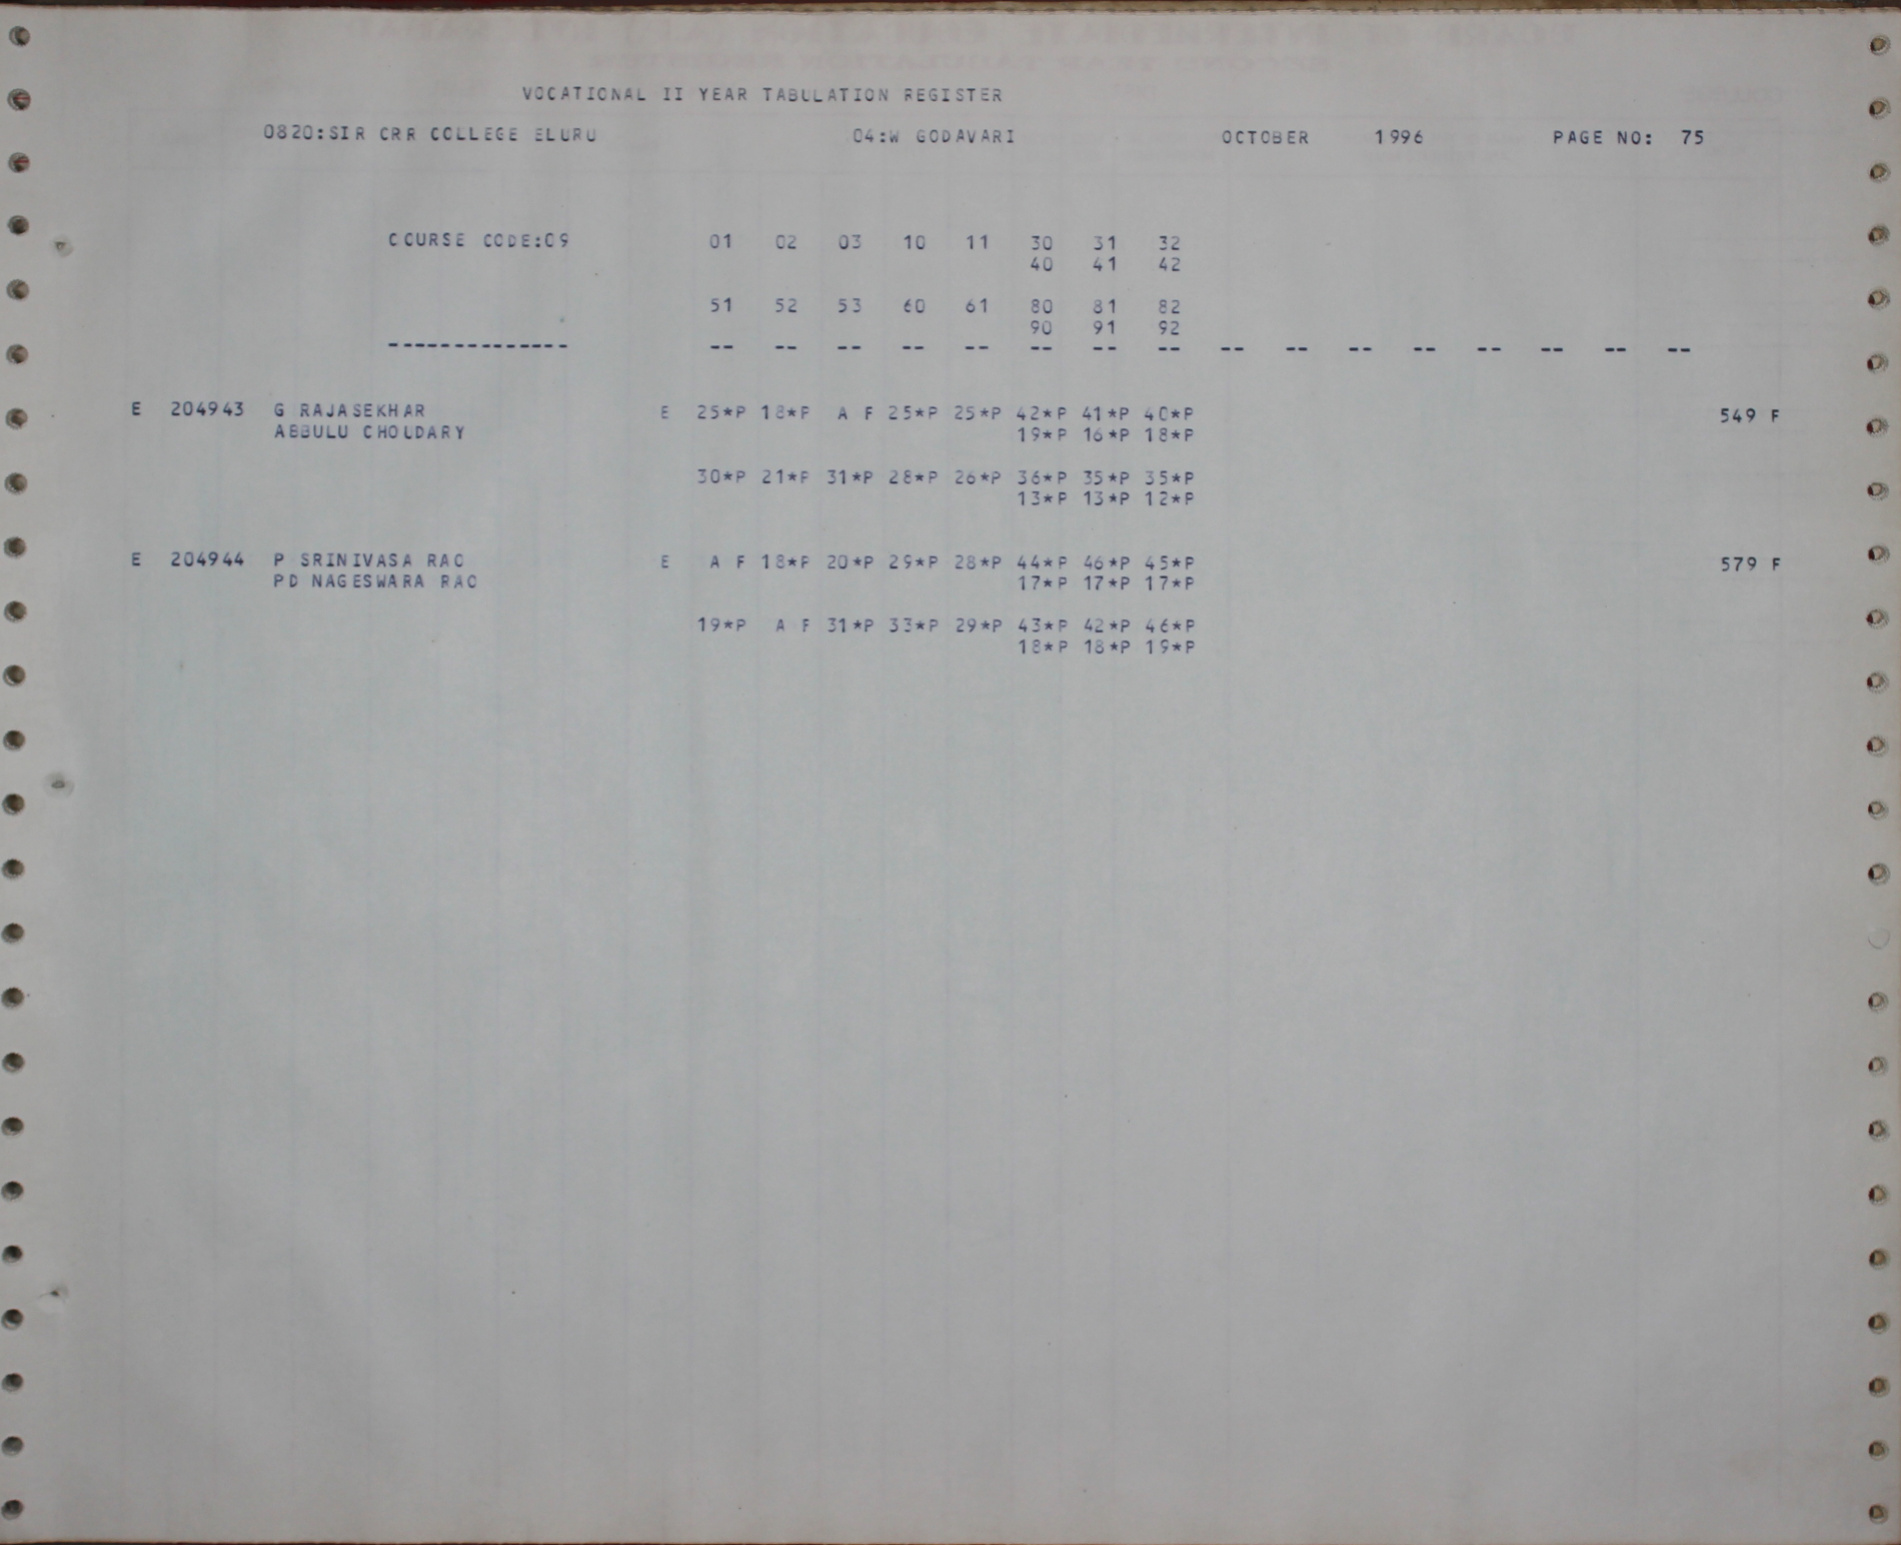 VOCATIONAL II YEAR TABULATION REGISTER
0820:SIR CRR COLLEGE ELURU 04:W GODAVARI OCTOBER 1996 PAGE NO: 75
COURSE CODE:09 01 02 03 10 11 30 31 32
40 41 42
51 52 53 60 61 80 81 82
90 91 92
-------------- -- -- -- -- -- -- -- -- -- -- -- -- -- -- -- --
E 204943 G RAJASEKHAR E 25*P 18*P A F 25*P 25*P 42*P 41*P 40*P 549 F
ABBULU CHOUDARY 19*P 16*P 18*P
30*P 21*P 31*P 28*P 26*P 36*P 35*P 35*P
13*P 13*P 12*P
E 204944 P SRINIVASA RAO E A F 18*P 20*P 29*P 28*P 44*P 46*P 45*P 579 F
PD NAGESWARA RAO 17*P 17*P 17*P
19*P A F 31*P 33*P 29*P 43*P 42*P 46*P
18*P 18*P 19*P